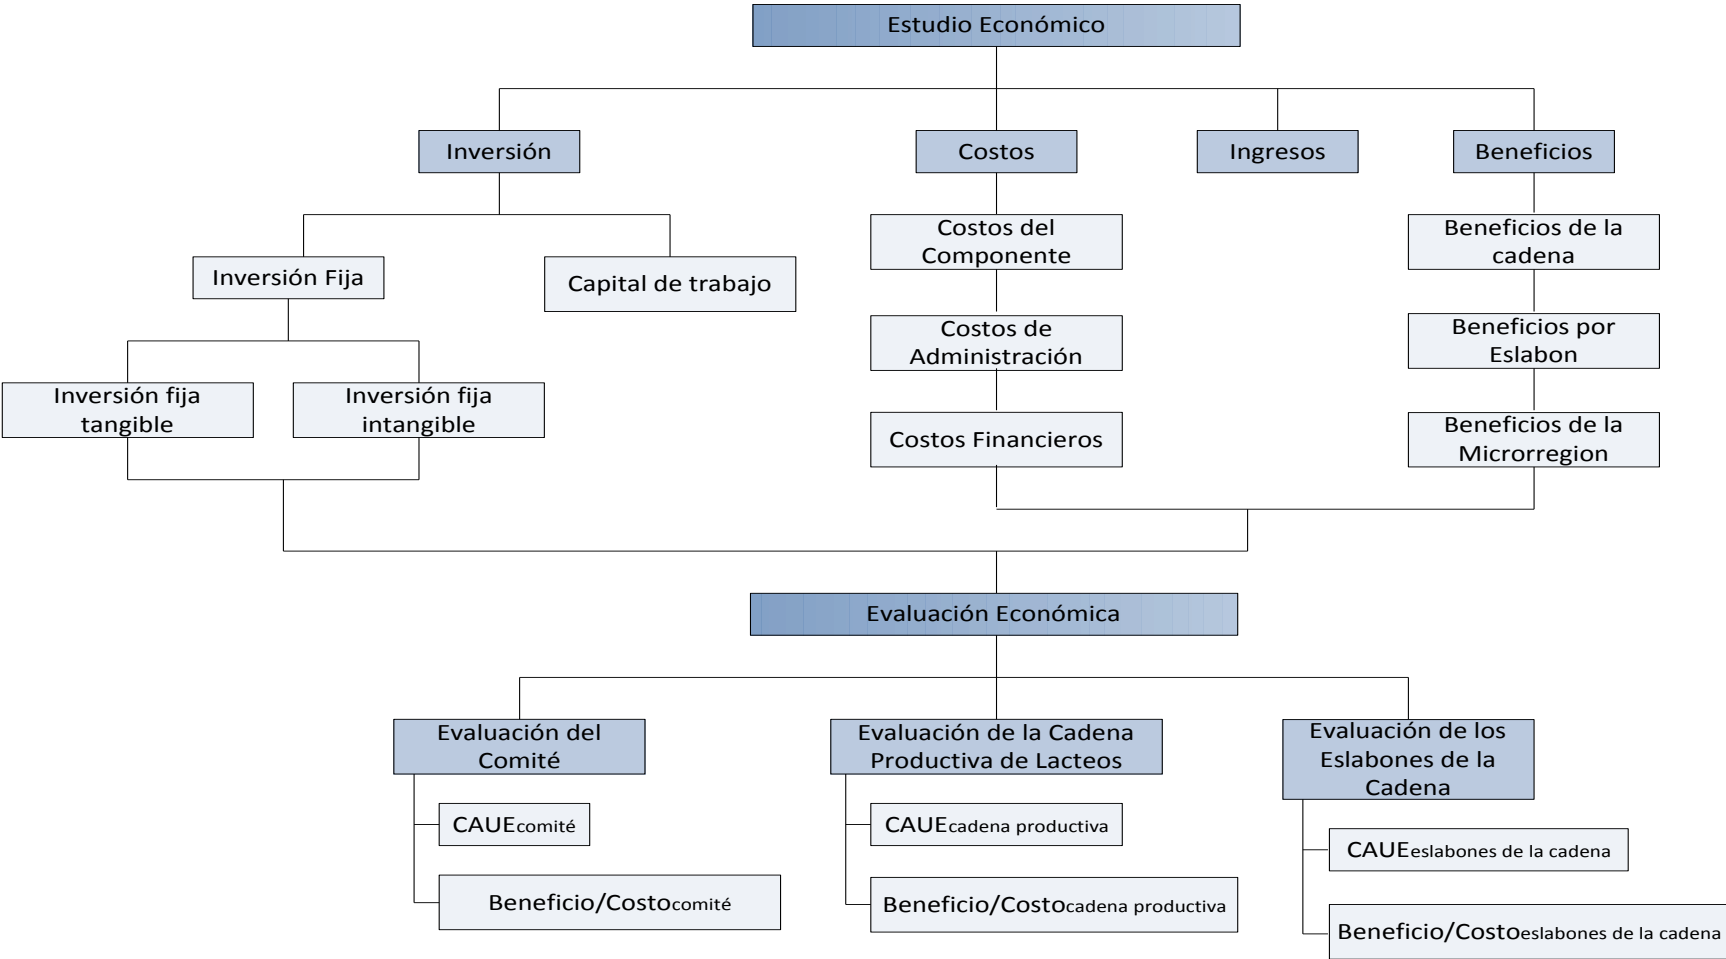 Estudio Económico
Inversión
Costos
Ingresos
Beneficios
Inversión Fija
Capital de trabajo
Inversión fija
tangible
Inversión fija
intangible
Costos del
Componente
Costos de
Administración
Costos Financieros
Beneficios de la
cadena
Beneficios por
Eslabon
Beneficios de la
Microrregion
Evaluación Económica
Evaluación del
Comité
CAUEcomité
Beneficio/Costocomité
Evaluación de la Cadena
Productiva de Lacteos
CAUEcadena productiva
Beneficio/Costocadena productiva
Evaluación de los
Eslabones de la
Cadena
CAUEeslabones de la cadena
Beneficio/Costoeslabones de la cadena